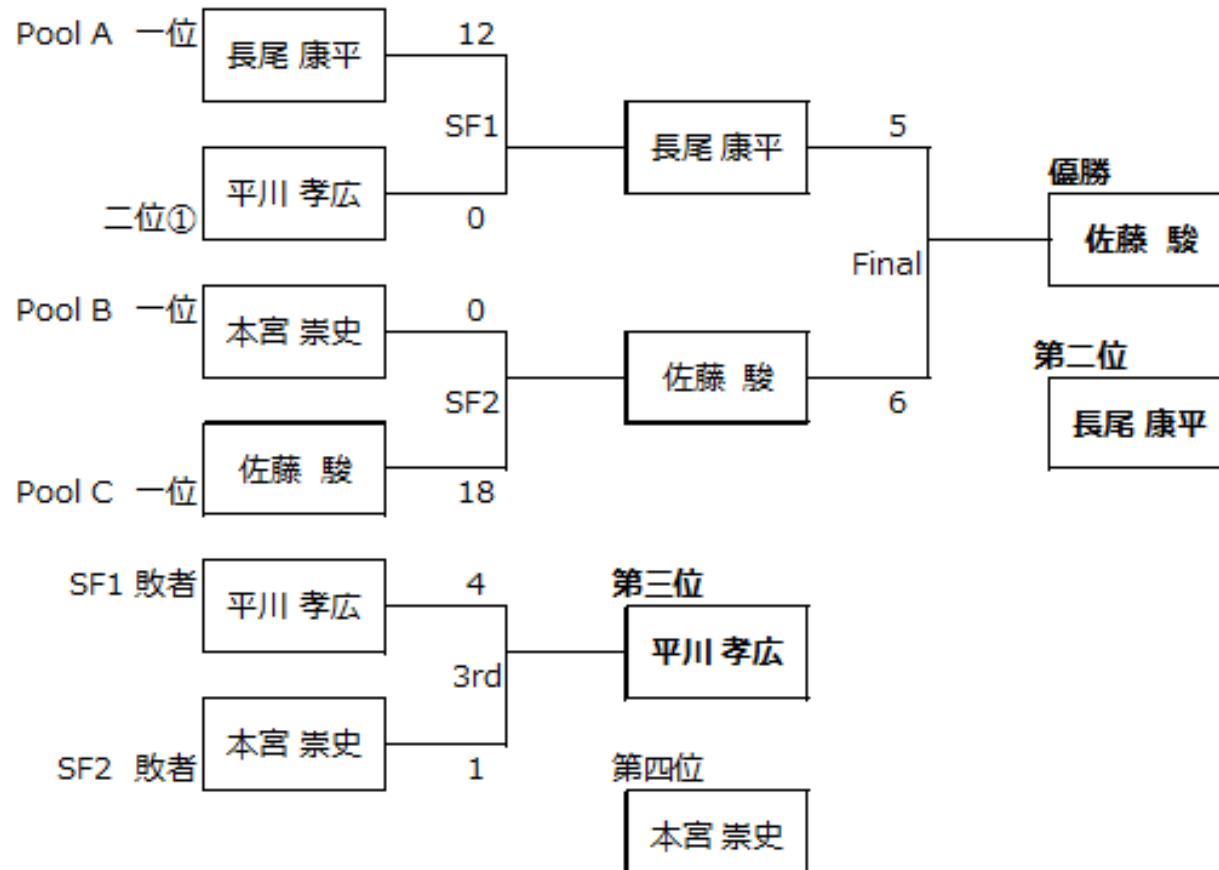 Pool A 一位
長尾 康平
12
SF1
二位①
平川 孝広
0
長尾 康平
5
Pool B 一位
本宮 崇史
0
SF2
Pool C 一位
佐藤 駿
18
佐藤 駿
6
Final
優勝
佐藤 駿
第二位
長尾 康平
SF1 敗者
平川 孝広
4
3rd
SF2 敗者
本宮 崇史
1
第三位
平川 孝広
第四位
本宮 崇史